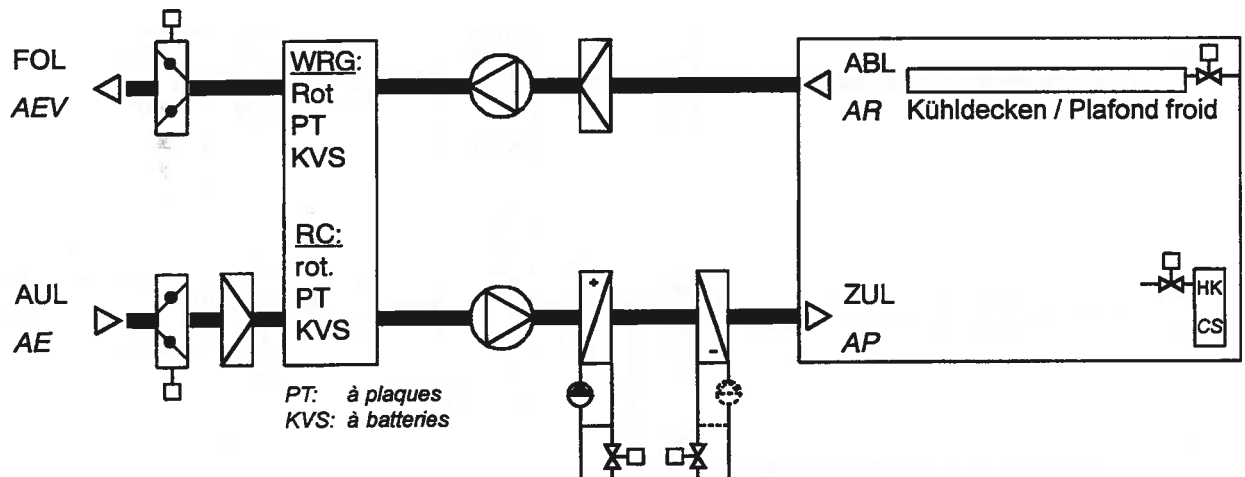 FOL
AEV
WRG:
Rot
PT
KVS
ABL
AR
Kühldecken / Plafond froid
AUL
AE
RC:
rot.
PT
KVS
+
-
ZUL
AP
HK
CS
PT: à plaques
KVS: à batteries